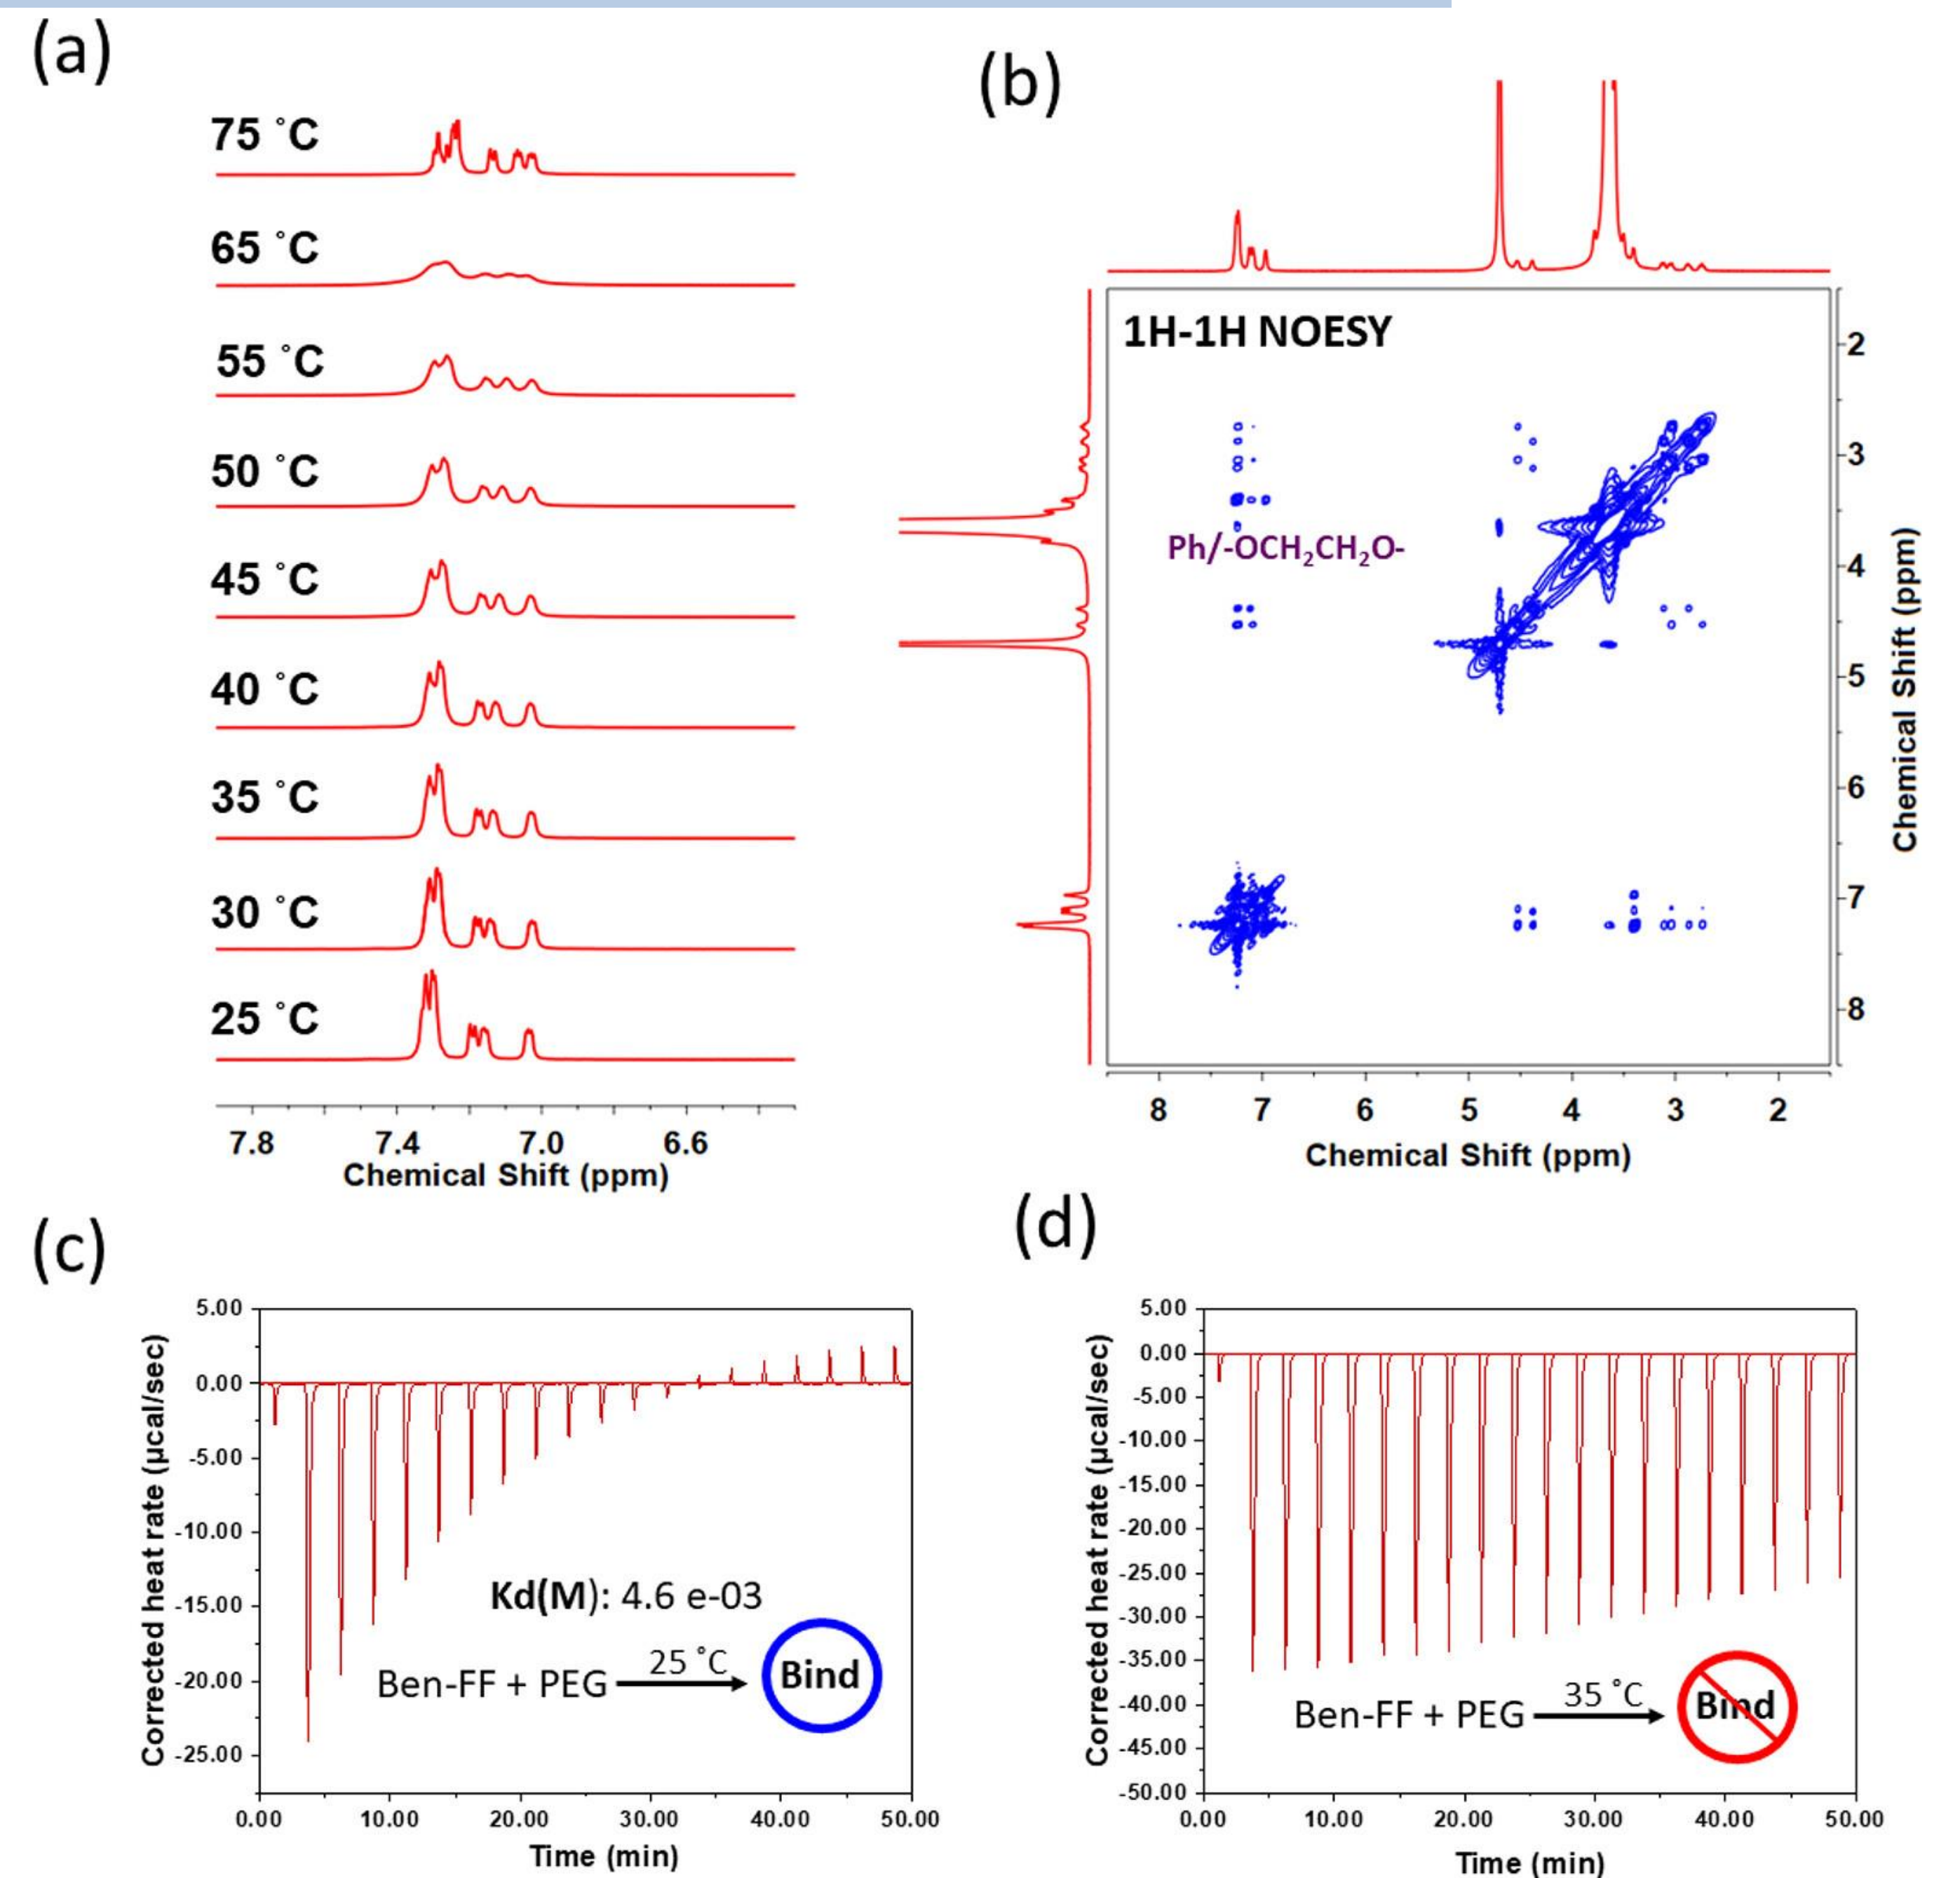 (a)
75 ˚C
65 ˚C
55 ˚C
50 ˚C
45 ˚C
40 ˚C
35 ˚C
30 ˚C
25 ˚C
7.8 7.4 7.0 6.6
Chemical Shift (ppm)
(b)
1H-1H NOESY
Ph/-OCH₂CH₂O-
2
3
4
5
6
7
8
Chemical Shift (ppm)
8 7 6 5 4 3 2
Chemical Shift (ppm)
(c)
Corrected heat rate (µcal/sec)
5.00
0.00
-5.00
-10.00
-15.00
-20.00
-25.00
Kd(M): 4.6 e-03
Ben-FF + PEG 25 ˚C Bind
0.00 10.00 20.00 30.00 40.00 50.00
Time (min)
(d)
Corrected heat rate (µcal/sec)
5.00
0.00
-5.00
-10.00
-15.00
-20.00
-25.00
-30.00
-35.00
-40.00
-45.00
-50.00
Ben-FF + PEG 35 ˚C Bind
0.00 10.00 20.00 30.00 40.00 50.00
Time (min)